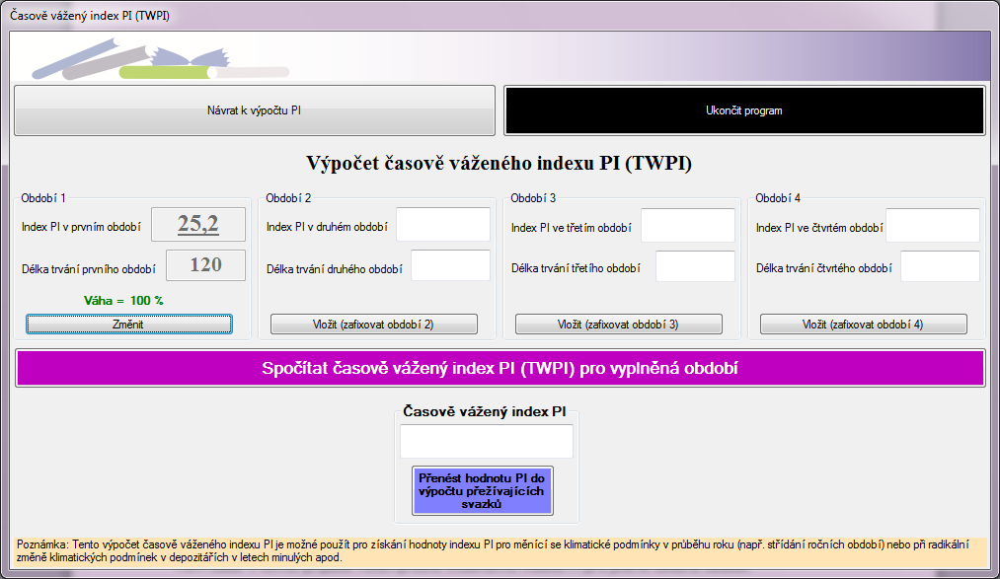 Časově vážený index PI (TWPI)
Návrat k výpočtu PI
Ukončit program
Výpočet časově váženého indexu PI (TWPI)
Období 1
Index PI v prvním období
25,2
Délka trvání prvního období
120
Váha = 100 %
Změnit
Období 2
Index PI v druhém období
Délka trvání druhého období
Vložit (zafixovat období 2)
Období 3
Index PI ve třetím období
Délka trvání třetího období
Vložit (zafixovat období 3)
Období 4
Index PI ve čtvrtém období
Délka trvání čtvrtého období
Vložit (zafixovat období 4)
Spočítat časově vážený index PI (TWPI) pro vyplněná období
Časově vážený index PI
Přenést hodnotu PI do
výpočtu přežívajících
svazků
Poznámka: Tento výpočet časově váženého indexu PI je možné použít pro získání hodnoty indexu PI pro měnící se klimatické podmínky v průběhu roku (např. střídání ročních období) nebo při radikální
změně klimatických podmínek v depozitářích v letech minulých apod.